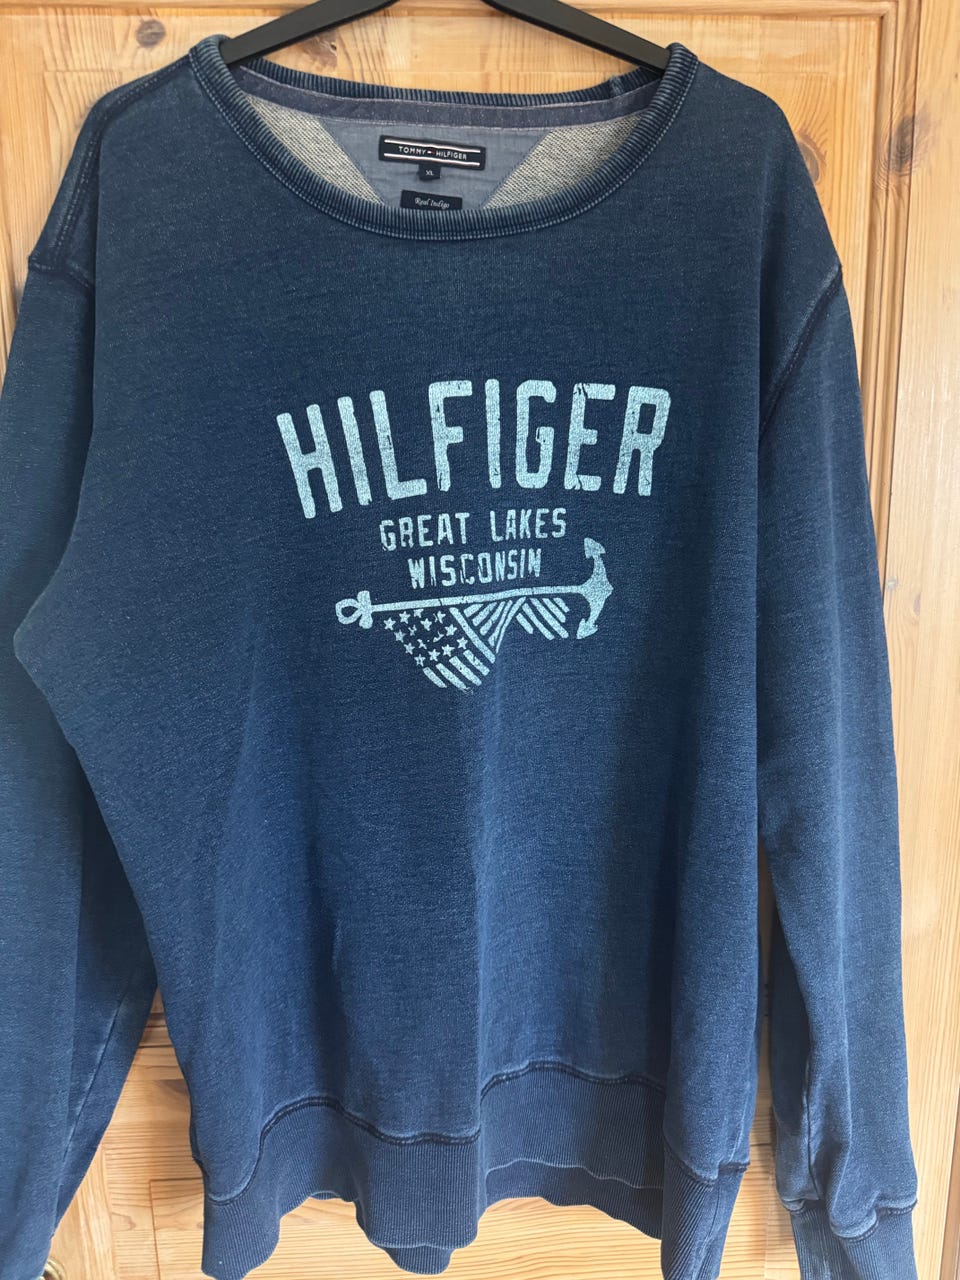 TOMMY HILFIGER
XL
Real Indigo
HILFIGER
GREAT LAKES
WISCONSIN